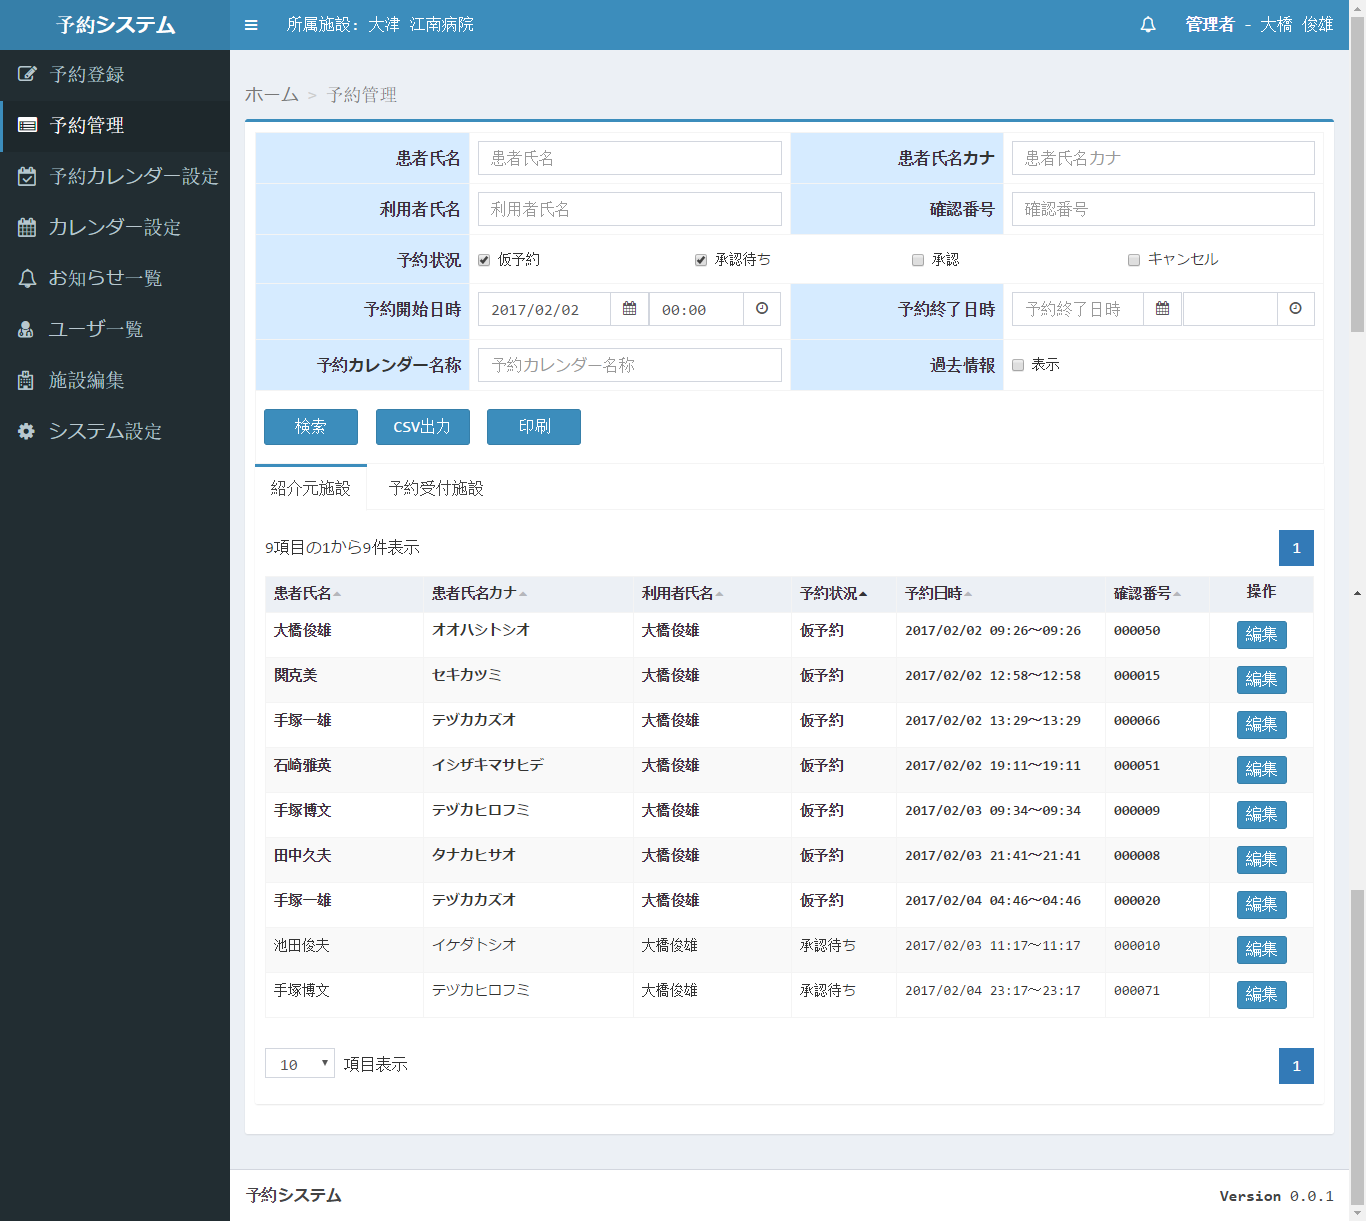 予約システム
所属施設: 大津 江南病院
管理者 - 大橋 俊雄
予約登録
予約管理
予約カレンダー設定
カレンダー設定
お知らせ一覧
ユーザ一覧
施設編集
システム設定
ホーム > 予約管理
患者氏名 患者氏名 患者氏名カナ 患者氏名カナ
利用者氏名 利用者氏名 確認番号 確認番号
予約状況 仮予約 承認待ち 承認 キャンセル
予約開始日時 2017/02/02 00:00 予約終了日時 予約終了日時
予約カレンダー名称 予約カレンダー名称 過去情報 表示
検索 CSV出力 印刷
紹介元施設 予約受付施設
9項目の1から9件表示 1
患者氏名 患者氏名カナ 利用者氏名 予約状況 予約日時 確認番号 操作
大橋俊雄 オオハシトシオ 大橋俊雄 仮予約 2017/02/02 09:26～09:26 000050 編集
関克美 セキカツミ 大橋俊雄 仮予約 2017/02/02 12:58～12:58 000015 編集
手塚一雄 テヅカカズオ 大橋俊雄 仮予約 2017/02/02 13:29～13:29 000066 編集
石崎雅英 イシザキマサヒデ 大橋俊雄 仮予約 2017/02/02 19:11～19:11 000051 編集
手塚博文 テヅカヒロフミ 大橋俊雄 仮予約 2017/02/03 09:34～09:34 000009 編集
田中久夫 タナカヒサオ 大橋俊雄 仮予約 2017/02/03 21:41～21:41 000008 編集
手塚一雄 テヅカカズオ 大橋俊雄 仮予約 2017/02/04 04:46～04:46 000020 編集
池田俊夫 イケダトシオ 大橋俊雄 承認待ち 2017/02/03 11:17～11:17 000010 編集
手塚博文 テヅカヒロフミ 大橋俊雄 承認待ち 2017/02/04 23:17～23:17 000071 編集
10 項目表示 1
予約システム Version 0.0.1